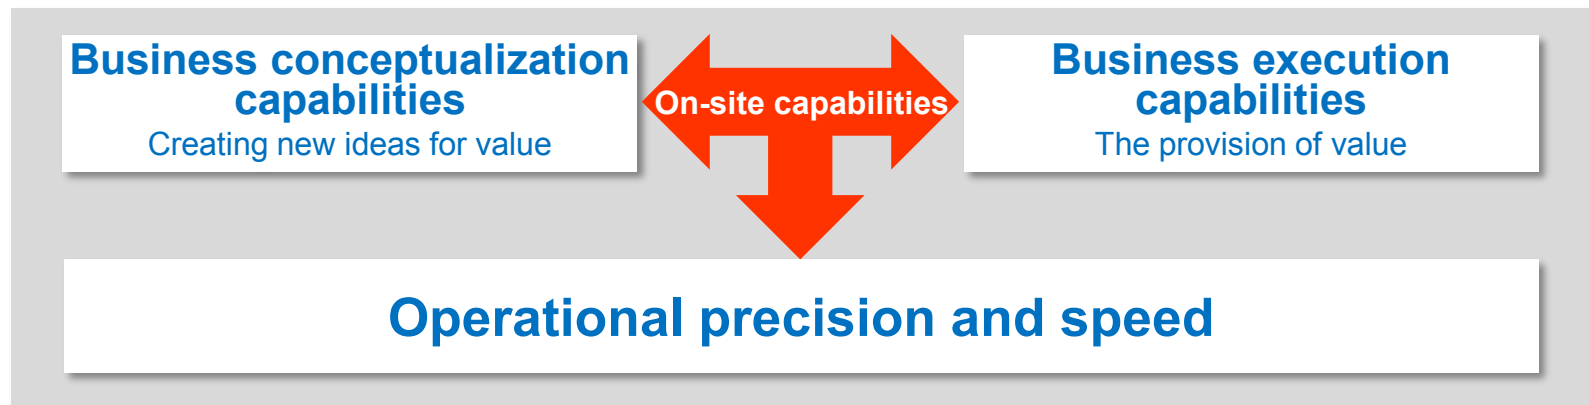 Business conceptualization
capabilities
Creating new ideas for value
On-site capabilities
Business execution
capabilities
The provision of value
Operational precision and speed